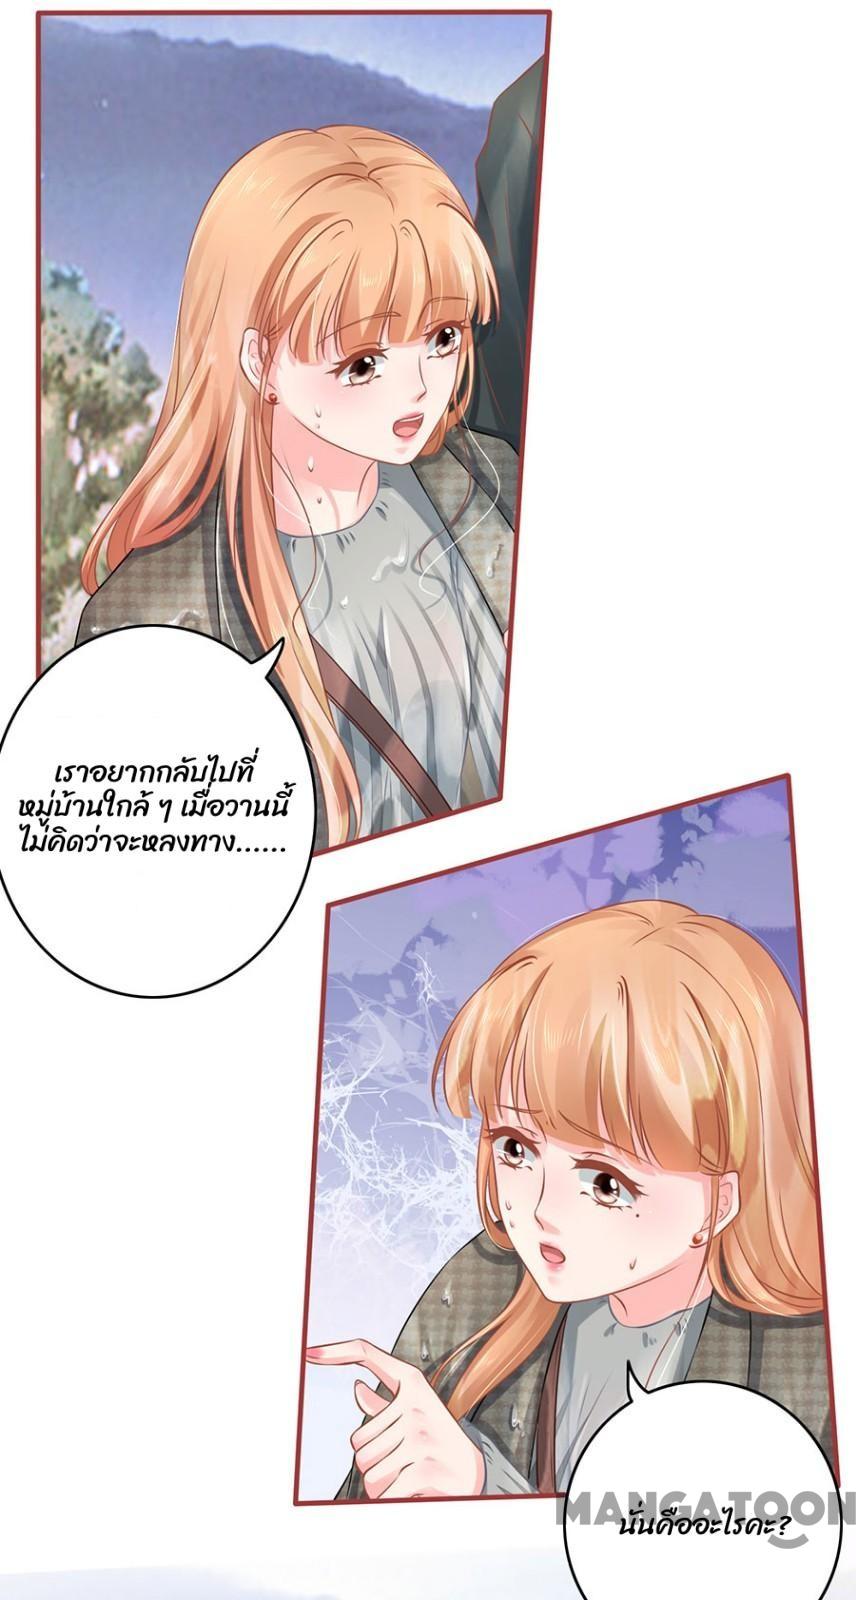 เราอยากกลับไปที่
หมู่บ้านใกล้ ๆ เมื่อวานนี้
ไม่คิดว่าจะหลงทาง......
MANGATOON
นั่นคืออะไรคะ?